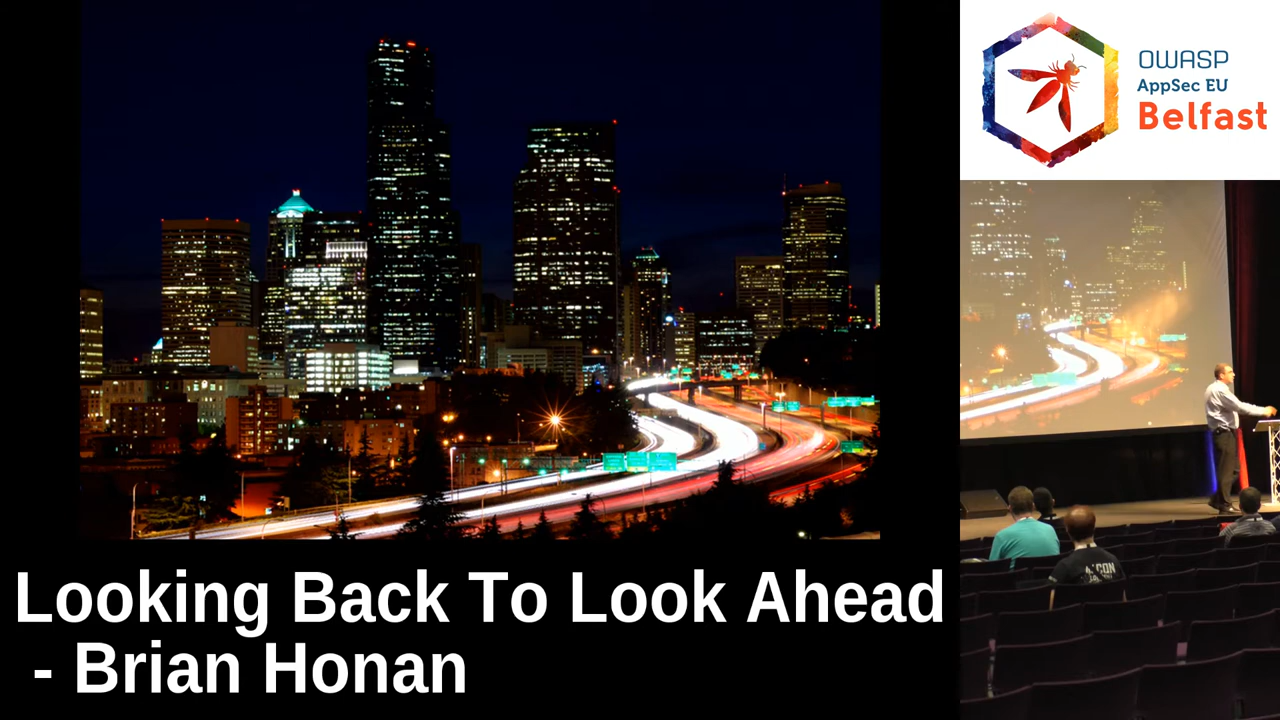 OWASP
AppSec EU
Belfast
Looking Back To Look Ahead
- Brian Honan